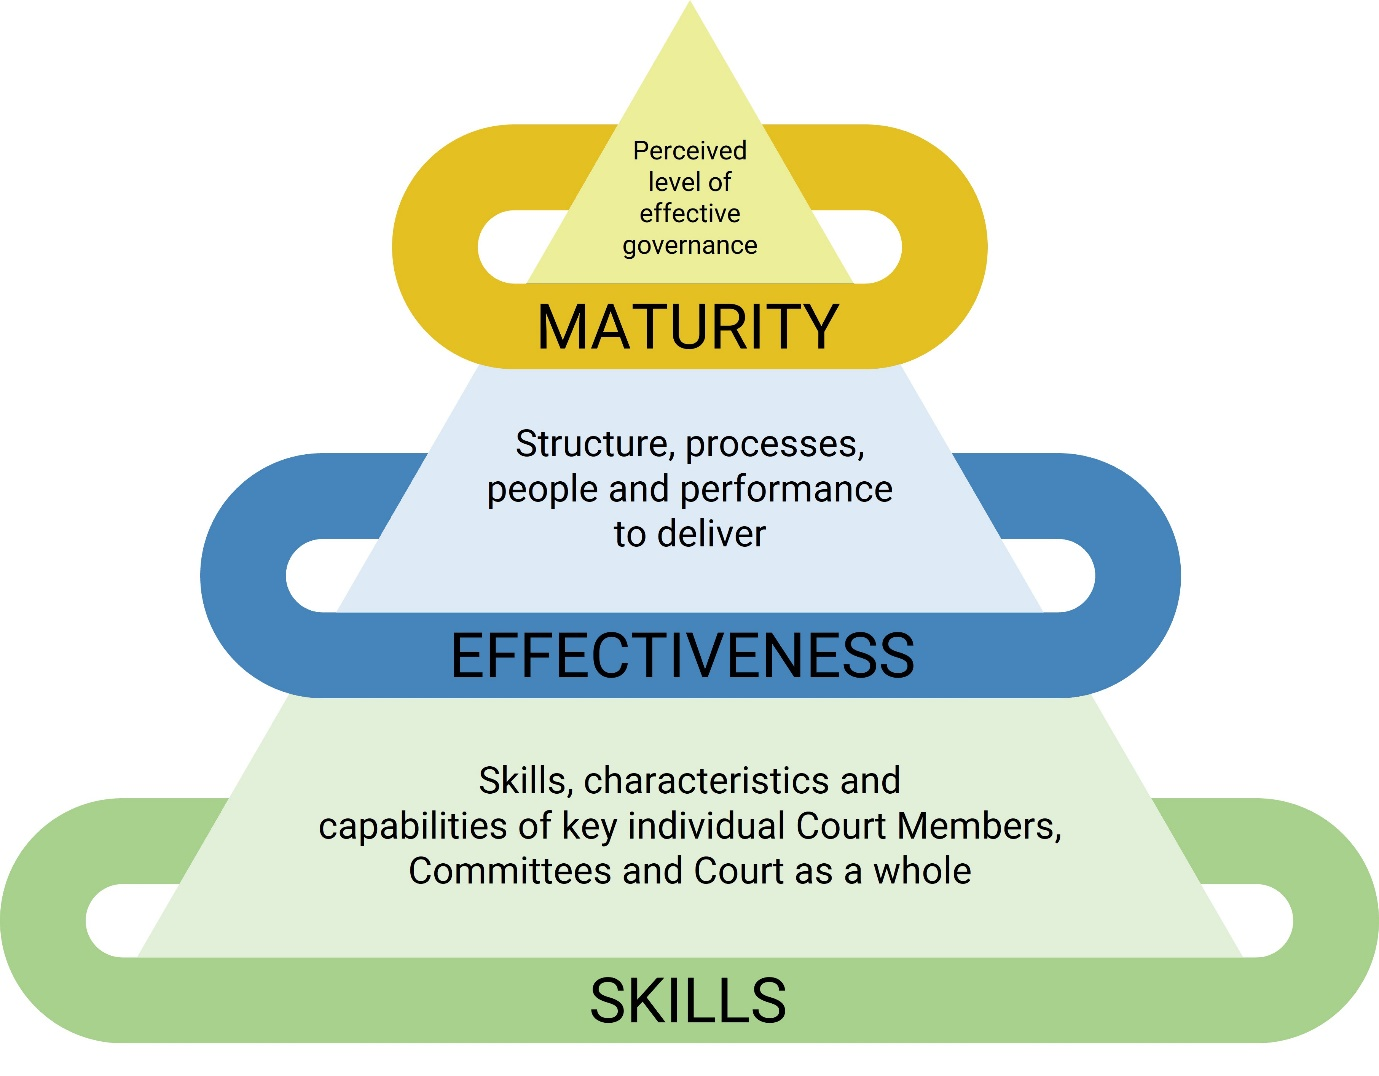 Perceived
level of
effective
governance
MATURITY
Structure, processes,
people and performance
to deliver
EFFECTIVENESS
Skills, characteristics and
capabilities of key individual Court Members,
Committees and Court as a whole
SKILLS